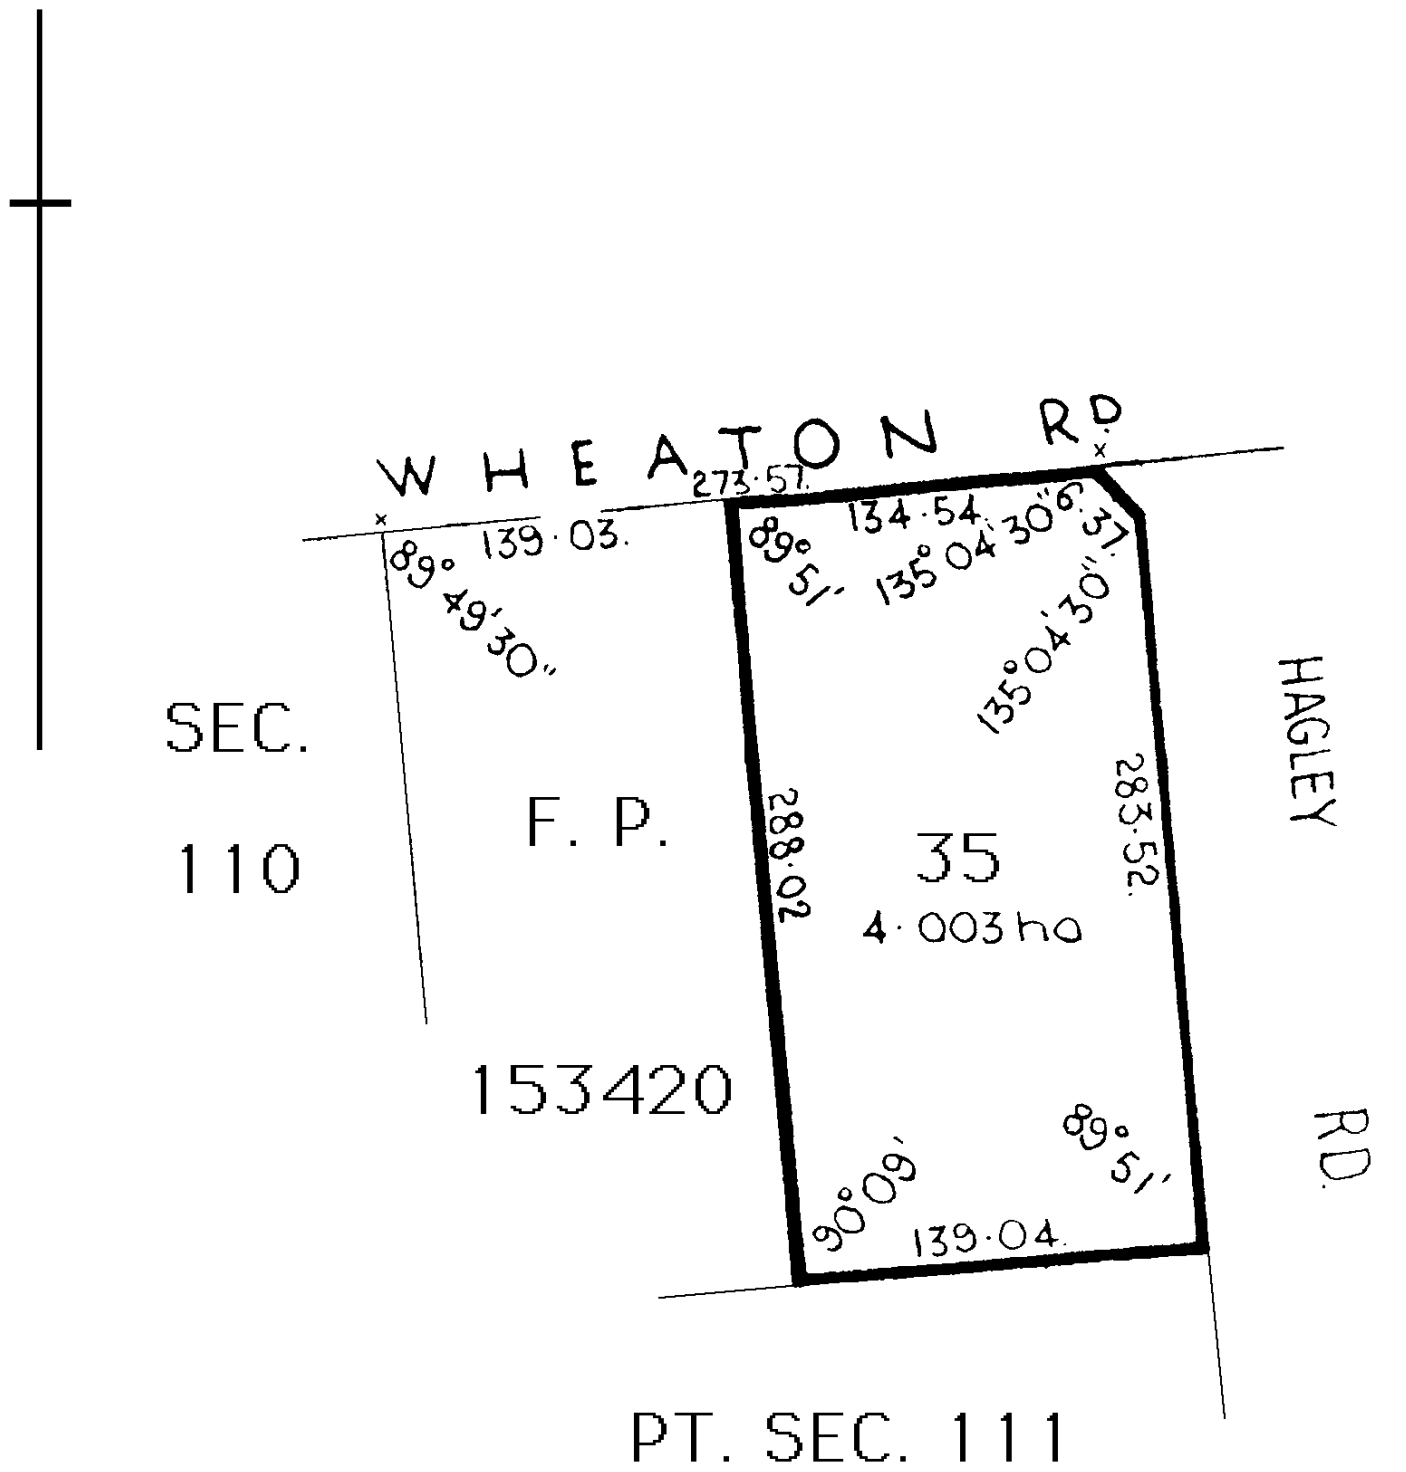 WHEATON RD.
273·57.
139·03.
134·54.
6·37.
89° 49' 30"
89° 51'
135° 04' 30"
135° 04' 30"
SEC.
110
F. P.
153420
288·02
35
4·003 ha
283·52.
HAGLEY RD.
90° 09'
89° 51'
139·04.
PT. SEC. 111